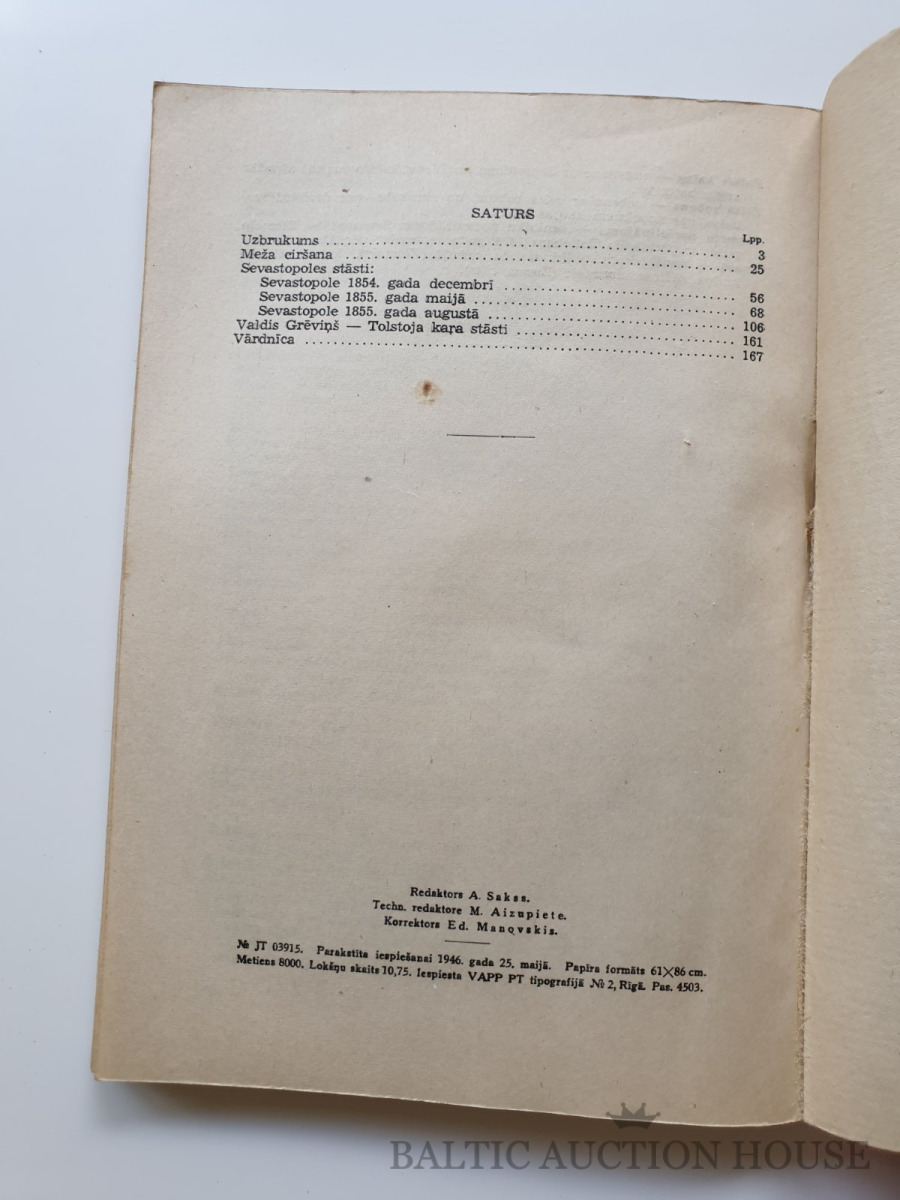 SATURS
Lpp.
Uzbrukums 3
Meža ciršana 25
Sevastopoles stāsti:
Sevastopole 1854. gada decembrī 56
Sevastopole 1855. gada maijā 68
Sevastopole 1855. gada augustā 106
Valdis Grēviņš — Tolstoja kaŗa stāsti 161
Vārdnīca 167
Redaktors A. Sakss.
Techn. redaktore M. Aizupiete.
Korrektors Ed. Manovskis.
№ JT 03915. Parakstīta iespiešanai 1946. gada 25. maijā. Papīra formāts 61×86 cm.
Metiens 8000. Lokšņu skaits 10,75. Iespiesta VAPP PT tipografijā № 2, Rīgā. Pas. 4503.
BALTIC AUCTION HOUSE